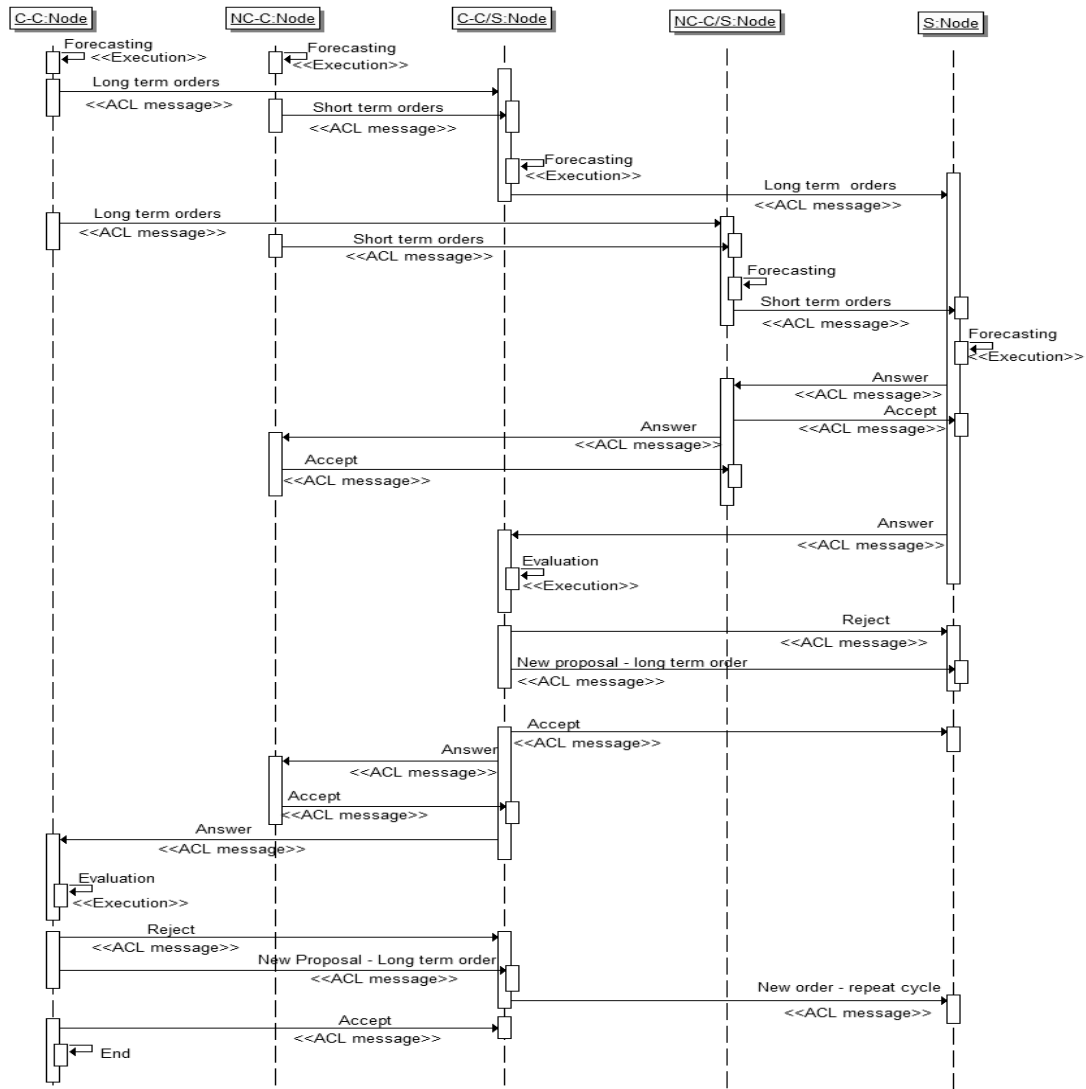 C-C:Node
NC-C:Node
C-C/S:Node
NC-C/S:Node
S:Node
Forecasting
<<Execution>>
Forecasting
<<Execution>>
Long term orders
<<ACL message>>
Short term orders
<<ACL message>>
Forecasting
<<Execution>>
Long term orders
<<ACL message>>
Long term orders
<<ACL message>>
Short term orders
<<ACL message>>
Forecasting
Short term orders
<<ACL message>>
Forecasting
<<Execution>>
Answer
<<ACL message>>
Accept
<<ACL message>>
Answer
<<ACL message>>
Accept
<<ACL message>>
Answer
<<ACL message>>
Evaluation
<<Execution>>
Reject
<<ACL message>>
New proposal - long term order
<<ACL message>>
Accept
<<ACL message>>
Answer
<<ACL message>>
Accept
<<ACL message>>
Answer
<<ACL message>>
Evaluation
<<Execution>>
Reject
<<ACL message>>
New Proposal - Long term order
<<ACL message>>
New order - repeat cycle
<<ACL message>>
Accept
<<ACL message>>
End